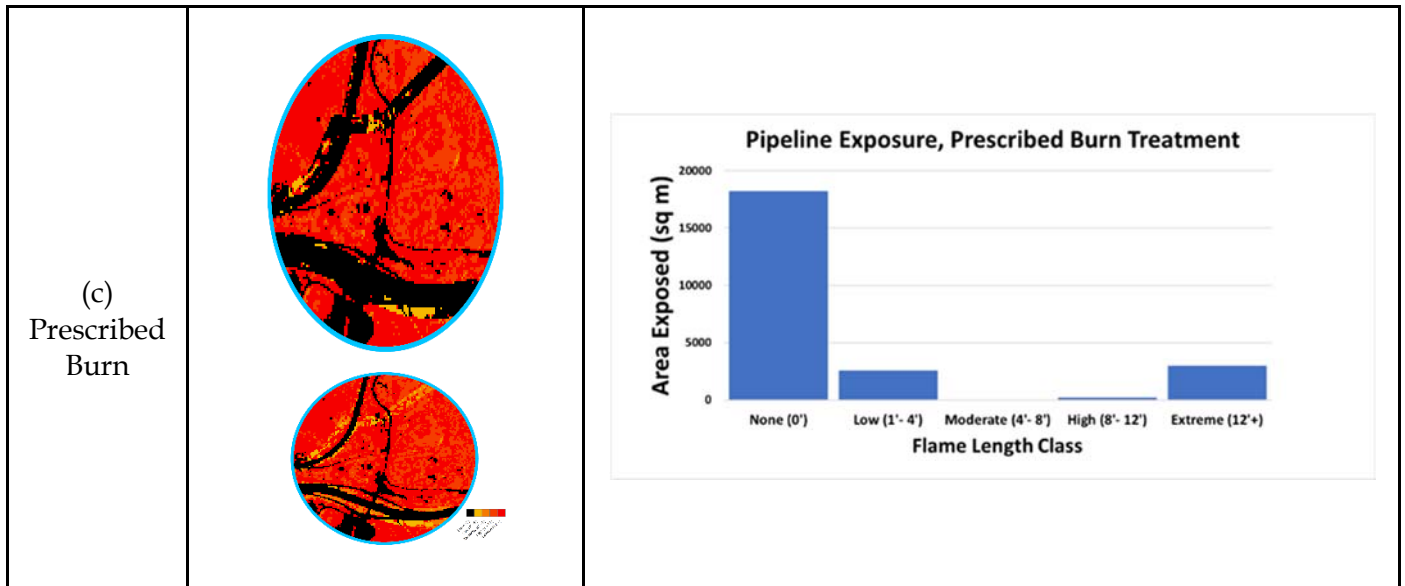 (c)
Prescribed
Burn
Pipeline Exposure, Prescribed Burn Treatment
Area Exposed (sq m)
20000
15000
10000
5000
0
None (0') Low (1'- 4') Moderate (4'- 8') High (8'- 12') Extreme (12'+)
Flame Length Class